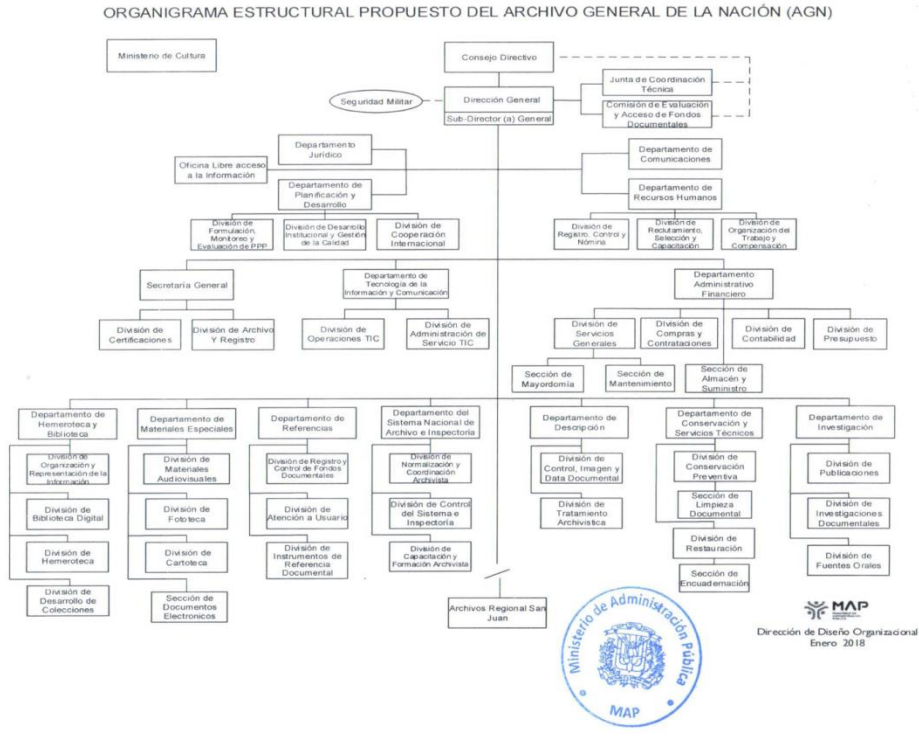 ORGANIGRAMA ESTRUCTURAL PROPUESTO DEL ARCHIVO GENERAL DE LA NACIÓN (AGN)
Ministerio de Cultura
Consejo Directivo
Junta de Coordinación
Técnica
Seguridad Militar
Dirección General
Sub-Director (a) General
Comisión de Evaluación
y Acceso de Fondos
Documentales
Departamento
Jurídico
Departamento de
Comunicaciones
Oficina Libre acceso
a la Información
Departamento de
Planificación y
Desarrollo
Departamento de
Recursos Humanos
División de
Formulación,
Monitoreo y
Evaluación de PPP
División de Desarrollo
Institucional y Gestión
de la Calidad
División de
Cooperación
Internacional
División de
Registro, Control y
Nómina
División de
Reclutamiento,
Selección y
Capacitación
División de
Organización del
Trabajo y
Compensación
Secretaría General
Departamento de
Tecnología de la
Información y Comunicación
Departamento
Administrativo
Financiero
División de
Certificaciones
División de Archivo
Y Registro
División de
Operaciones TIC
División de
Administración de
Servicio TIC
División de
Servicios
Generales
División de
Compras y
Contrataciones
División de
Contabilidad
División de
Presupuesto
Sección de
Mayordomía
Sección de
Mantenimiento
Sección de
Almacén y
Suministro
Departamento de
Hemeroteca y
Biblioteca
Departamento de
Materiales Especiales
Departamento de
Referencias
Departamento del
Sistema Nacional de
Archivo e Inspectoría
Departamento de
Descripción
Departamento de
Conservación y
Servicios Técnicos
Departamento de
Investigación
División de
Organización y
Representación de la
Información
División de
Materiales
Audiovisuales
División de Registro y
Control de Fondos
Documentales
División de
Normalización y
Coordinación
Archivista
División de
Control, Imagen y
Data Documental
División de
Conservación
Preventiva
División de
Publicaciones
División de
Biblioteca Digital
División de
Fototeca
División de
Atención a Usuario
División de Control
del Sistema e
Inspectoría
División de
Tratamiento
Archivística
Sección de
Limpieza
Documental
División de
Investigaciones
Documentales
División de
Hemeroteca
División de
Cartoteca
División de
Instrumentos de
Referencia
Documental
División de
Capacitación y
Formación Archivista
División de
Restauración
División de
Fuentes Orales
División de
Desarrollo de
Colecciones
Sección de
Documentos
Electronicos
Sección de
Encuadernación
Archivos Regional San
Juan
Ministerio de Administración Pública
MAP
MAP
Dirección de Diseño Organizacional
Enero 2018